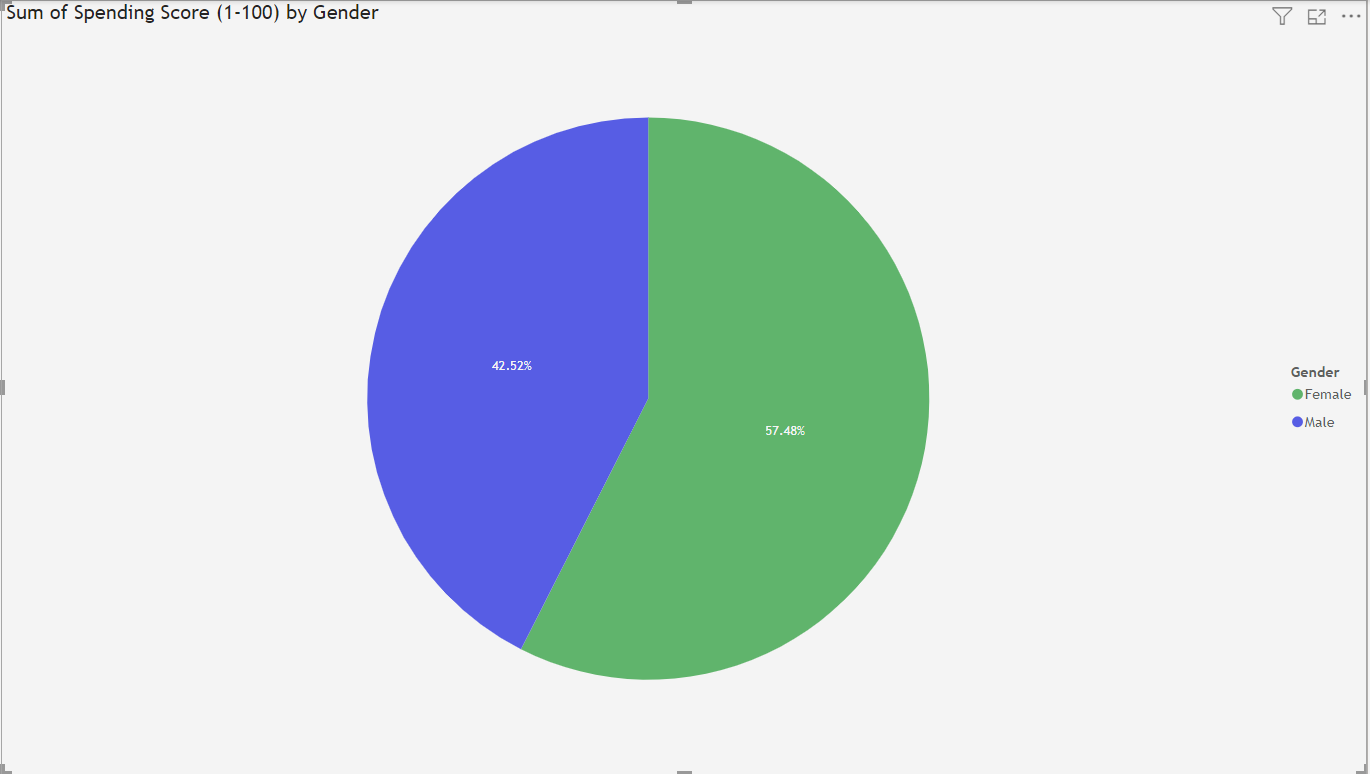 Sum of Spending Score (1-100) by Gender
42.52%
57.48%
Gender
Female
Male